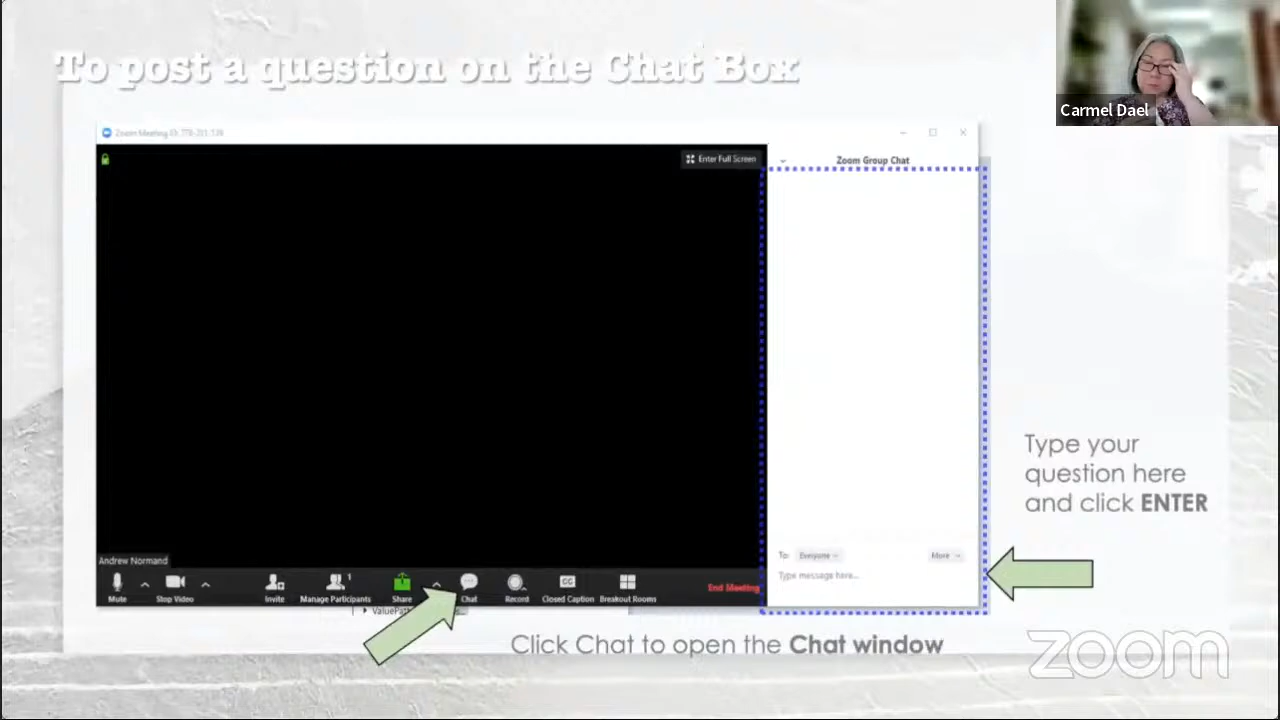 To post a question on the Chat Box
Carmel Dael
Enter Full Screen
Zoom Group Chat
Type your
question here
and click ENTER
To: Everyone
More
Type message here...
Andrew Normand
1
Mute
Stop Video
Invite
Manage Participants
Share
Chat
Record
CC
Closed Caption
Breakout Rooms
End Meeting
Click Chat to open the Chat window
zoom